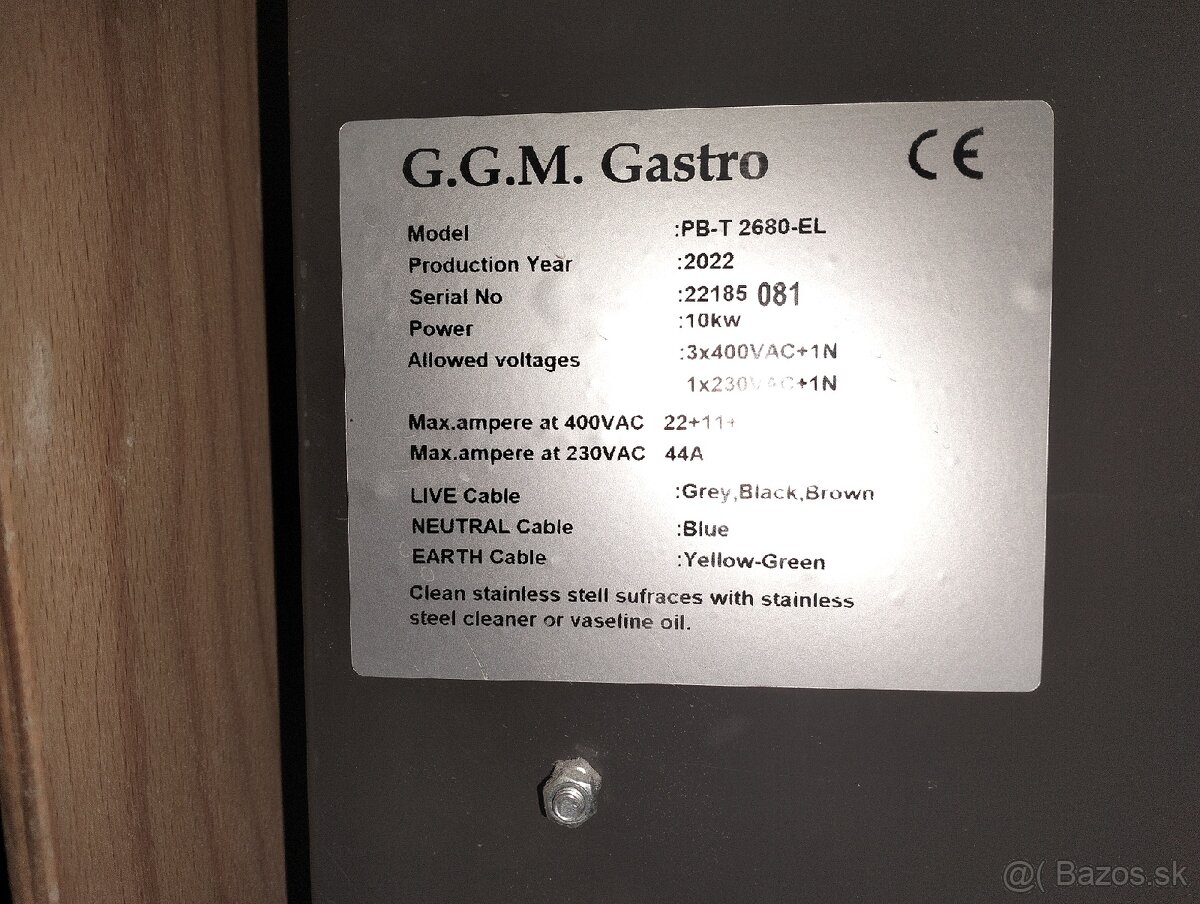 G.G.M. Gastro CE
Model :PB-T 2680-EL
Production Year :2022
Serial No :22185 081
Power :10kw
Allowed voltages :3x400VAC+1N
1x230VAC+1N
Max.ampere at 400VAC 22+11+
Max.ampere at 230VAC 44A
LIVE Cable :Grey,Black,Brown
NEUTRAL Cable :Blue
EARTH Cable :Yellow-Green
Clean stainless stell sufraces with stainless
steel cleaner or vaseline oil.
@( Bazos.sk